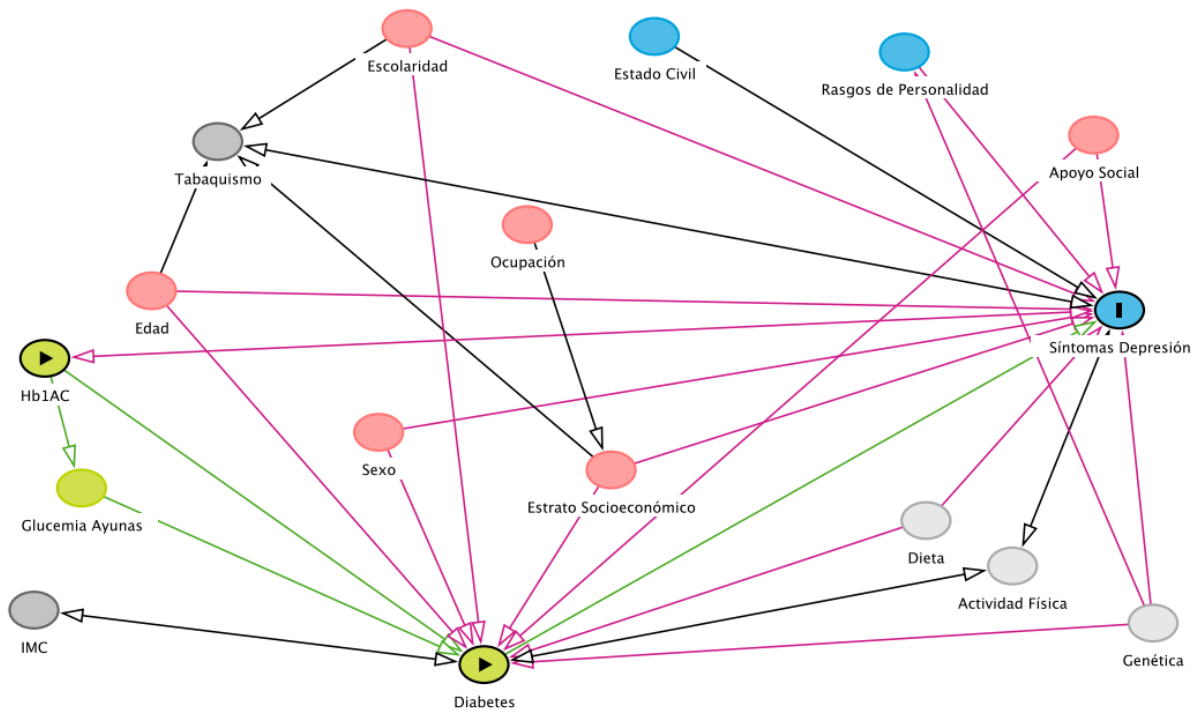 Escolaridad
Estado Civil
Rasgos de Personalidad
Apoyo Social
Tabaquismo
Ocupación
Edad
Síntomas Depresión
Hb1AC
Sexo
Estrato Socioeconómico
Glucemia Ayunas
Dieta
Actividad Física
IMC
Genética
Diabetes